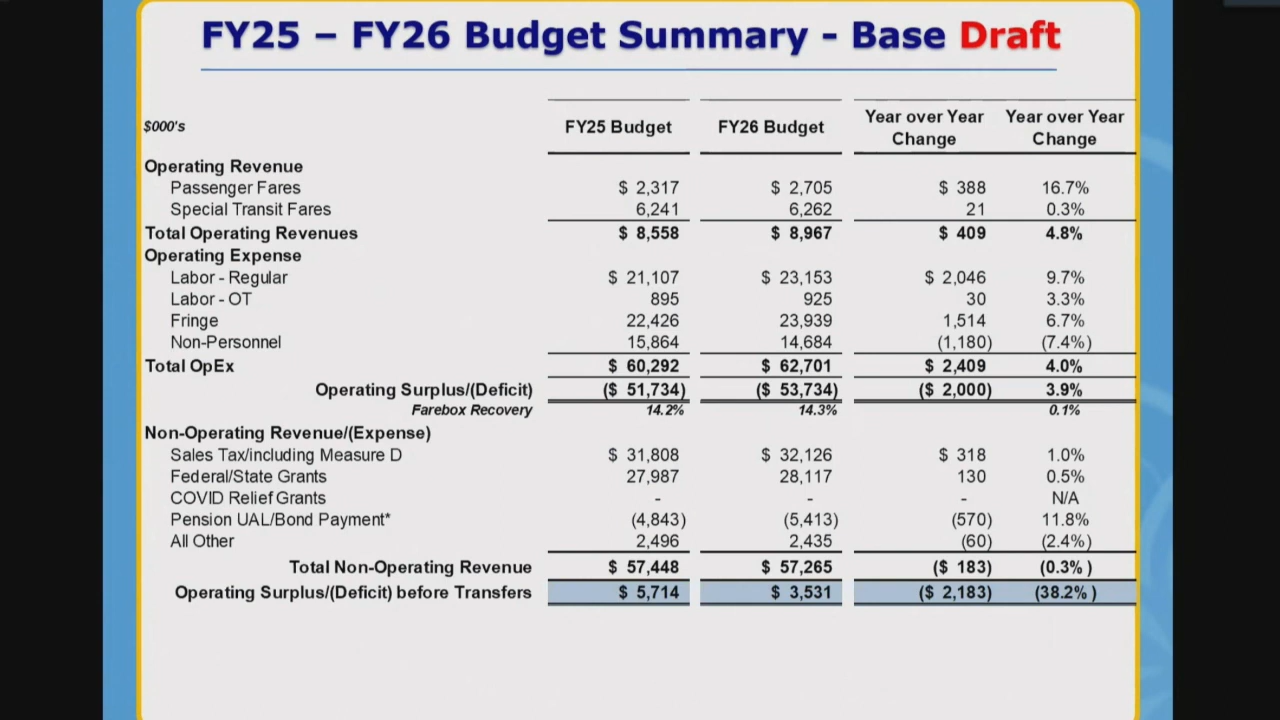 FY25 – FY26 Budget Summary - Base Draft
$000's FY25 Budget FY26 Budget Year over Year Change Year over Year Change
Operating Revenue
Passenger Fares $ 2,317 $ 2,705 $ 388 16.7%
Special Transit Fares 6,241 6,262 21 0.3%
Total Operating Revenues $ 8,558 $ 8,967 $ 409 4.8%
Operating Expense
Labor - Regular $ 21,107 $ 23,153 $ 2,046 9.7%
Labor - OT 895 925 30 3.3%
Fringe 22,426 23,939 1,514 6.7%
Non-Personnel 15,864 14,684 (1,180) (7.4%)
Total OpEx $ 60,292 $ 62,701 $ 2,409 4.0%
Operating Surplus/(Deficit) ($ 51,734) ($ 53,734) ($ 2,000) 3.9%
Farebox Recovery 14.2% 14.3% 0.1%
Non-Operating Revenue/(Expense)
Sales Tax/including Measure D $ 31,808 $ 32,126 $ 318 1.0%
Federal/State Grants 27,987 28,117 130 0.5%
COVID Relief Grants - - - N/A
Pension UAL/Bond Payment* (4,843) (5,413) (570) 11.8%
All Other 2,496 2,435 (60) (2.4%)
Total Non-Operating Revenue $ 57,448 $ 57,265 ($ 183) (0.3%)
Operating Surplus/(Deficit) before Transfers $ 5,714 $ 3,531 ($ 2,183) (38.2%)